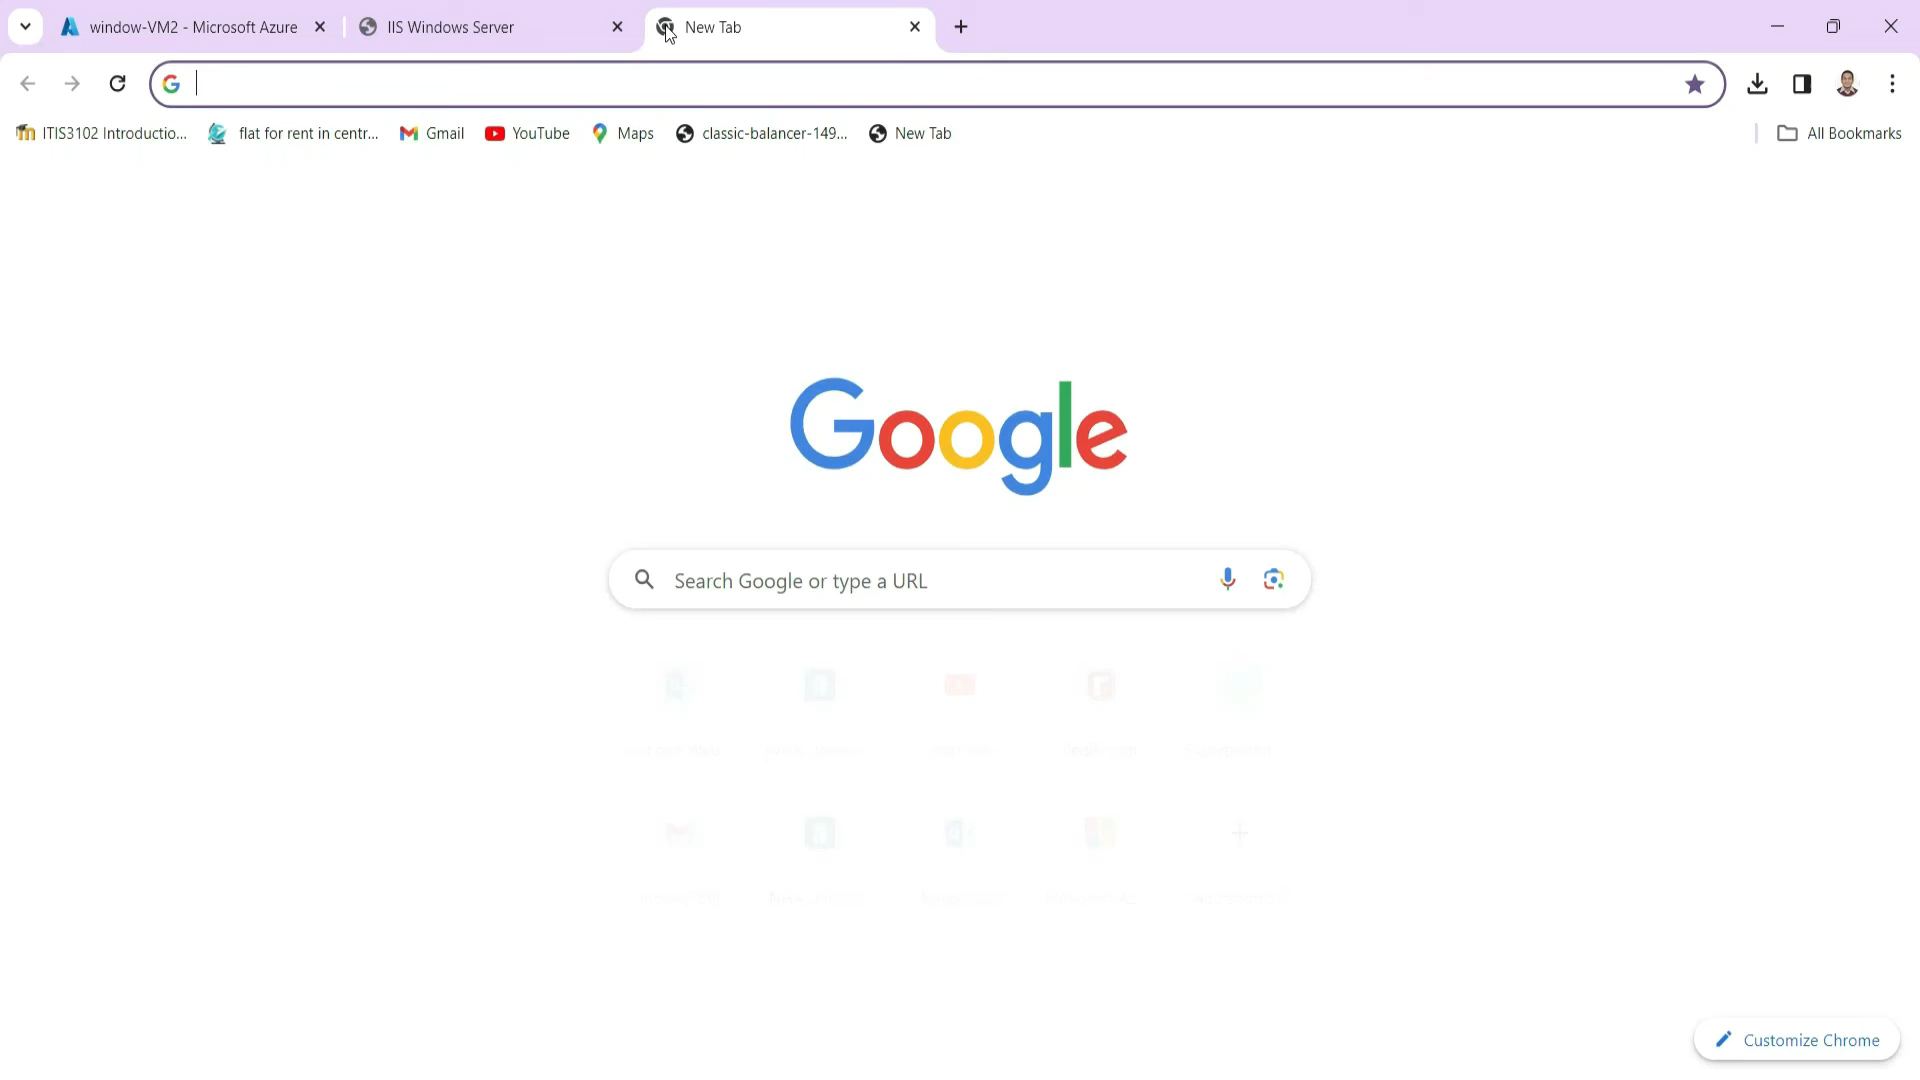 window-VM2 - Microsoft Azure
IIS Windows Server
New Tab
ITIS3102 Introductio...
flat for rent in centr...
Gmail
YouTube
Maps
classic-balancer-149...
New Tab
All Bookmarks
Google
Search Google or type a URL
Customize Chrome